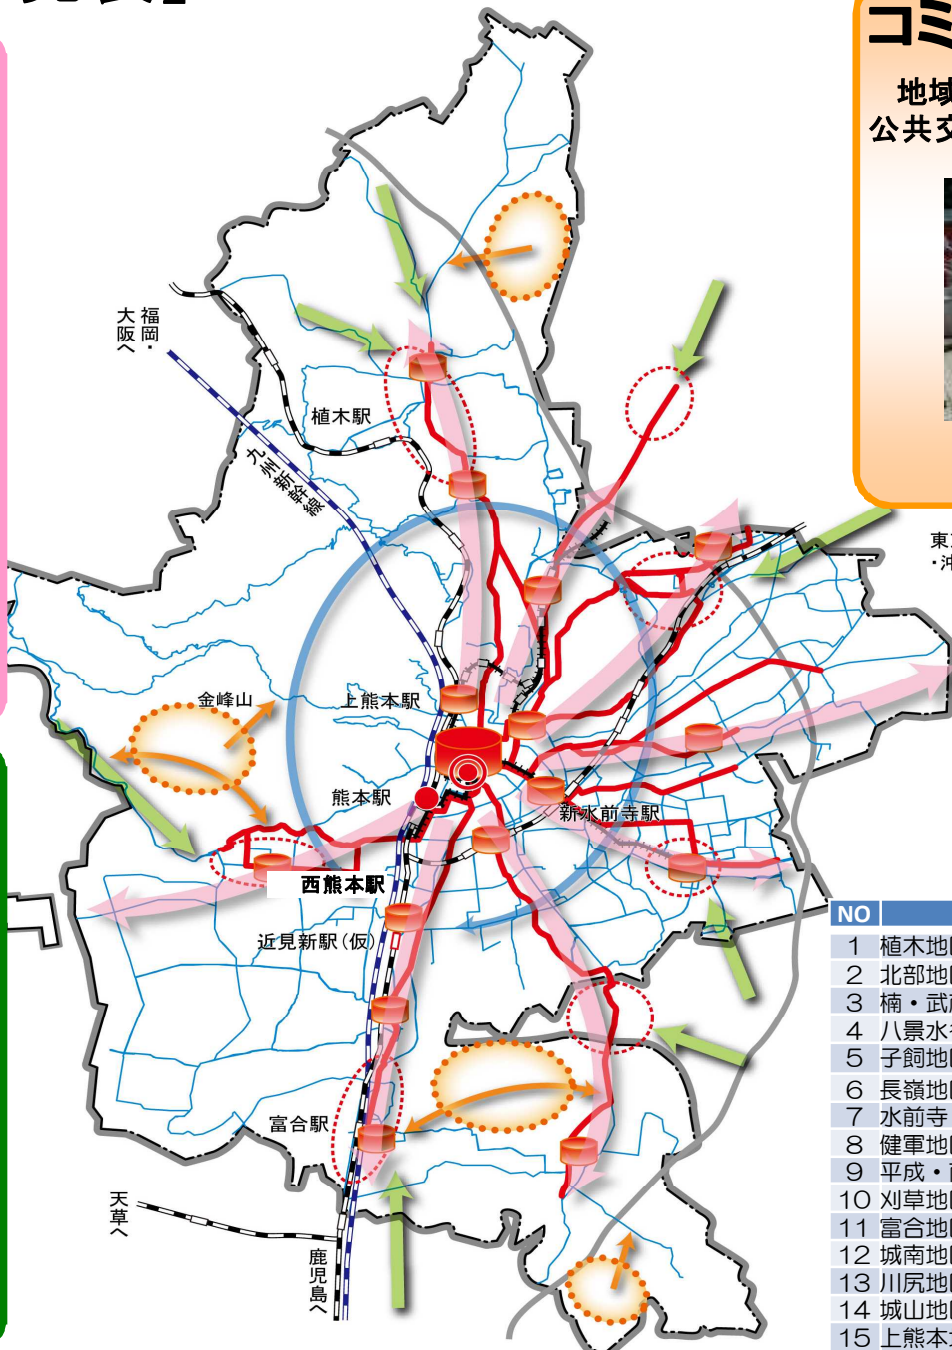 コミ
地域
公共交
福岡・
大阪へ
植木駅
九州新幹線
金峰山
上熊本駅
熊本駅
新水前寺駅
西熊本駅
近見新駅(仮)
富合駅
天草へ
鹿児島へ
NO
1 植木地
2 北部地
3 楠・武
4 八景水
5 子飼地
6 長嶺地
7 水前寺
8 健軍地
9 平成・
10 刈草地
11 富合地
12 城南地
13 川尻地
14 城山地
15 上熊本